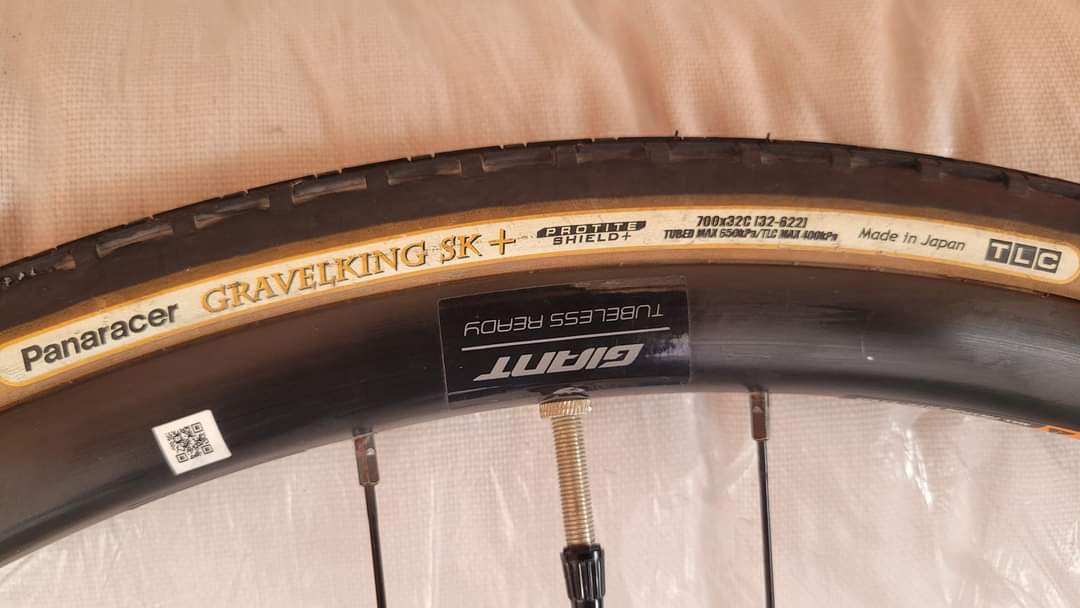 Panaracer GRAVELKING SK+ PROTITE SHIELD+
700x32C [32-622]
TUBED MAX 650kPa/TLC MAX 400kPa
Made in Japan
TLC
TUBELESS READY
GIANT